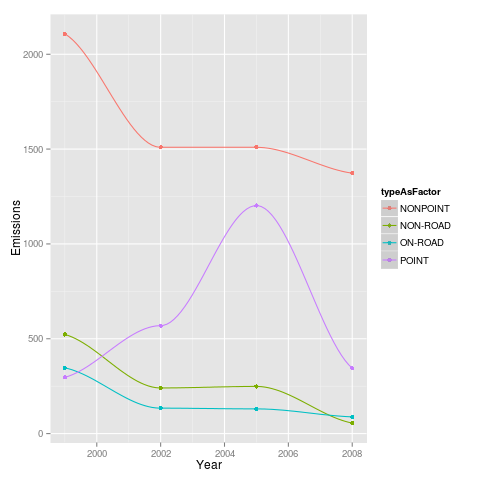 2000
1500
1000
500
0
Emissions
2000 2002 2004 2006 2008
Year
typeAsFactor
NONPOINT
NON-ROAD
ON-ROAD
POINT